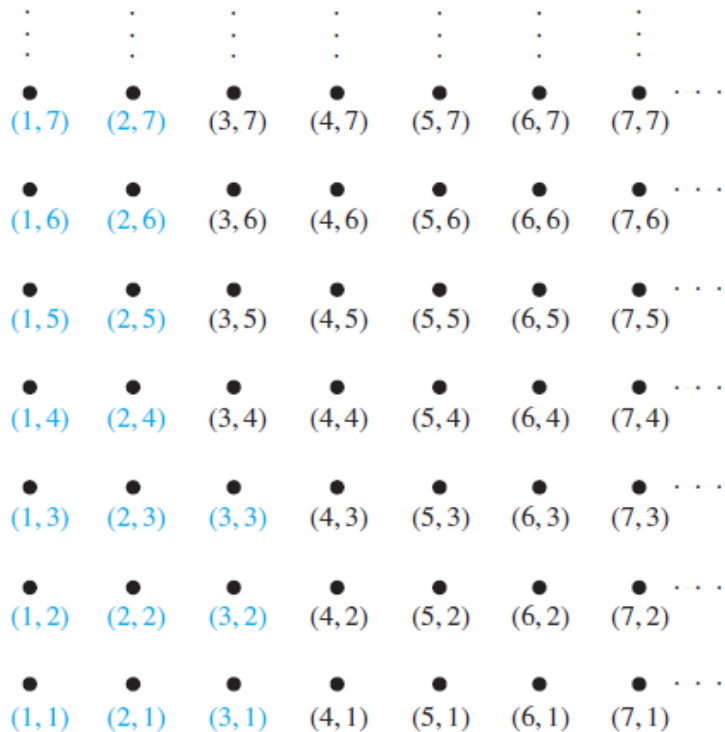 . . . . . . .
. . . . . . .
. . . . . . .
. . .
(1, 7) (2, 7) (3, 7) (4, 7) (5, 7) (6, 7) (7, 7)
. . .
(1, 6) (2, 6) (3, 6) (4, 6) (5, 6) (6, 6) (7, 6)
. . .
(1, 5) (2, 5) (3, 5) (4, 5) (5, 5) (6, 5) (7, 5)
. . .
(1, 4) (2, 4) (3, 4) (4, 4) (5, 4) (6, 4) (7, 4)
. . .
(1, 3) (2, 3) (3, 3) (4, 3) (5, 3) (6, 3) (7, 3)
. . .
(1, 2) (2, 2) (3, 2) (4, 2) (5, 2) (6, 2) (7, 2)
. . .
(1, 1) (2, 1) (3, 1) (4, 1) (5, 1) (6, 1) (7, 1)